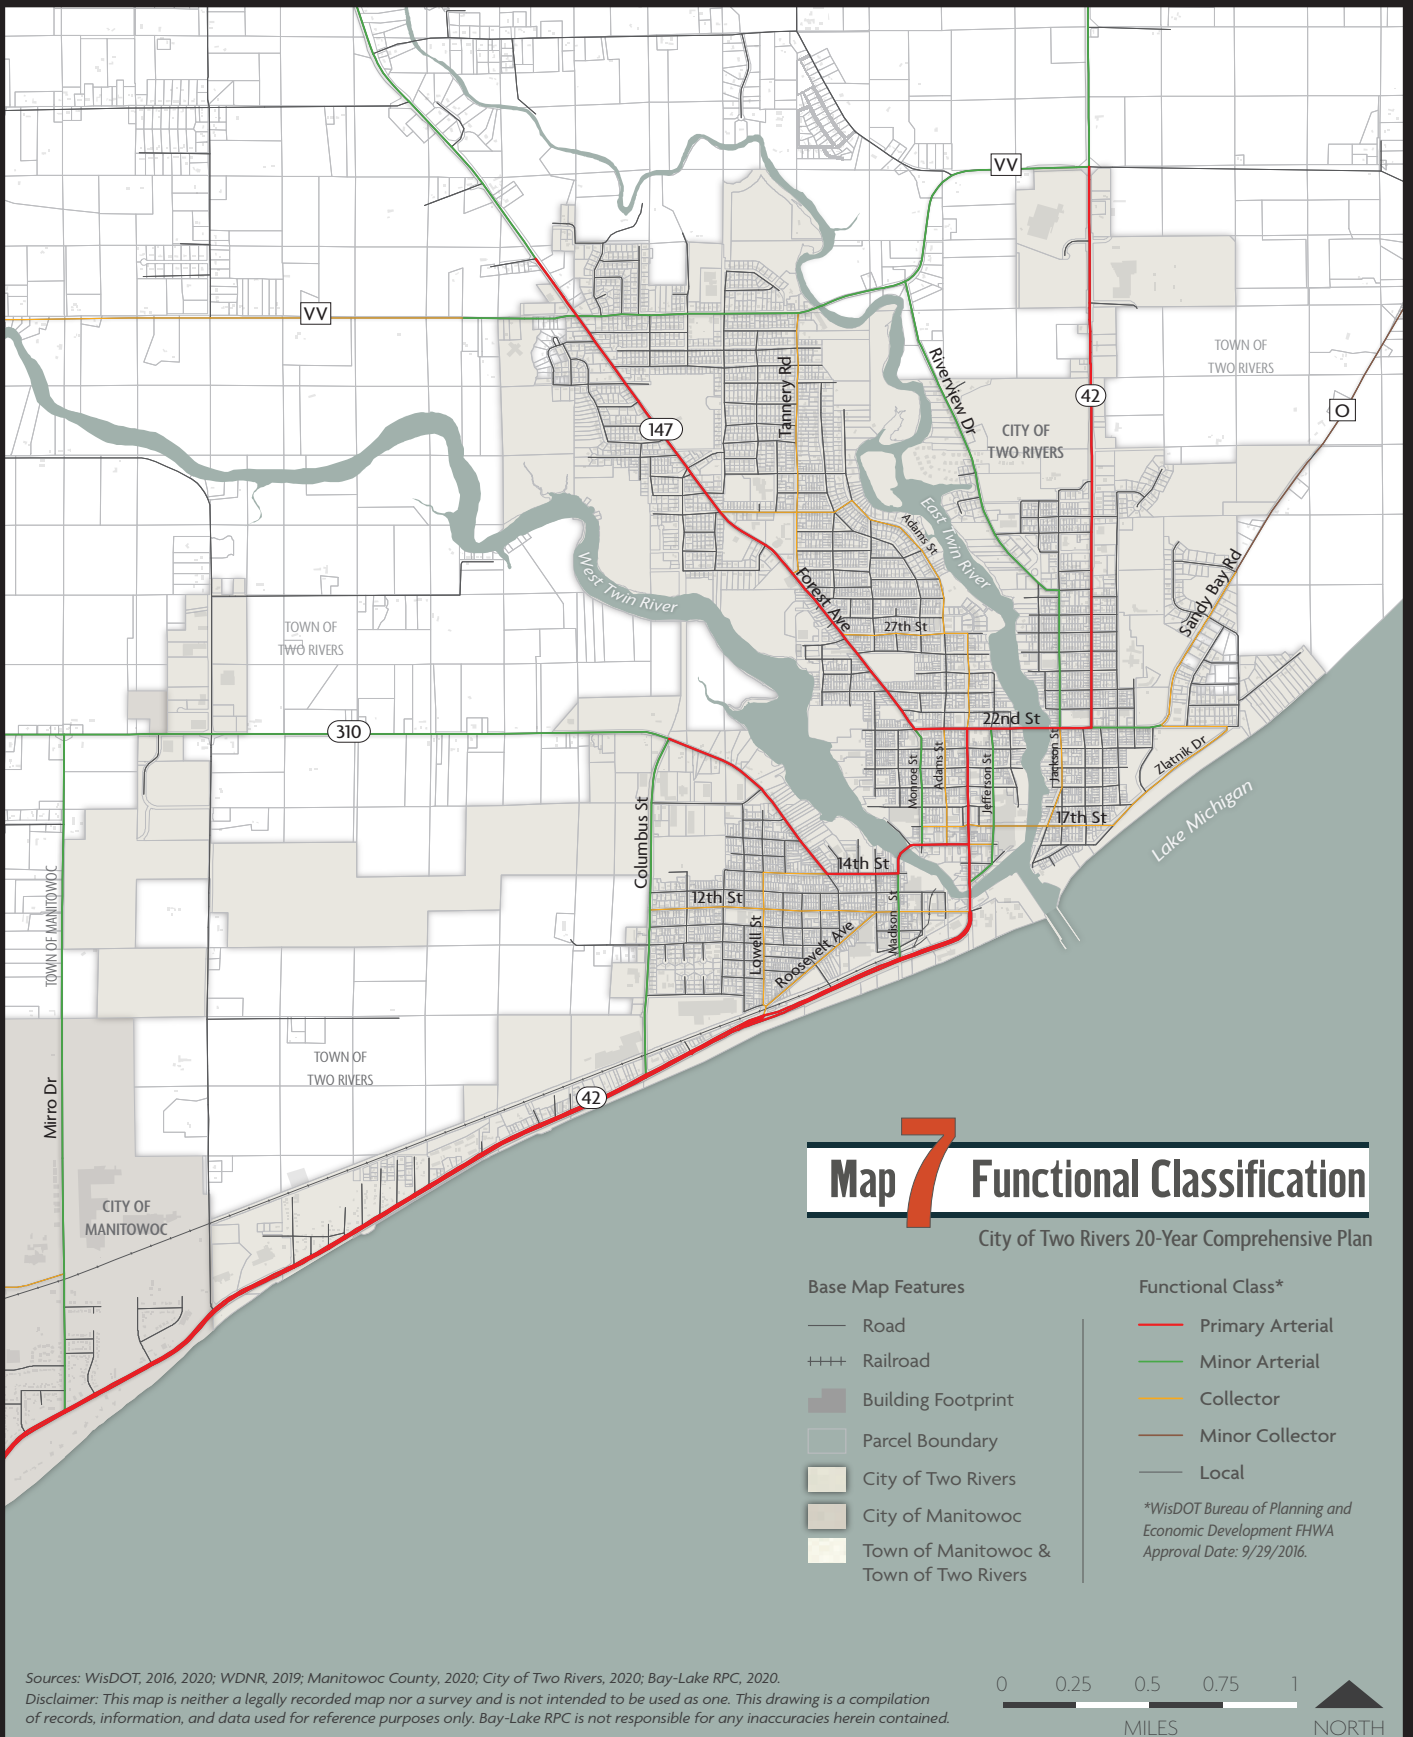 VV
VV
TOWN OF
TWO RIVERS
42
O
Riverview Dr
Tannery Rd
147
CITY OF
TWO RIVERS
East Twin River
Adams St
West Twin River
Forest Ave
27th St
Sandy Bay Rd
TOWN OF
TWO RIVERS
22nd St
310
Monroe St
Adams St
Jefferson St
Jackson St
Zlatnik Dr
17th St
Lake Michigan
Columbus St
14th St
12th St
Lowell St
Roosevelt Ave
Madison St
TOWN OF MANITOWOC
TOWN OF
TWO RIVERS
Mirro Dr
42
CITY OF
MANITOWOC
Map 7 Functional Classification
City of Two Rivers 20-Year Comprehensive Plan
Base Map Features
Road
Railroad
Building Footprint
Parcel Boundary
City of Two Rivers
City of Manitowoc
Town of Manitowoc &
Town of Two Rivers
Functional Class*
Primary Arterial
Minor Arterial
Collector
Minor Collector
Local
*WisDOT Bureau of Planning and
Economic Development FHWA
Approval Date: 9/29/2016.
Sources: WisDOT, 2016, 2020; WDNR, 2019; Manitowoc County, 2020; City of Two Rivers, 2020; Bay-Lake RPC, 2020.
Disclaimer: This map is neither a legally recorded map nor a survey and is not intended to be used as one. This drawing is a compilation
of records, information, and data used for reference purposes only. Bay-Lake RPC is not responsible for any inaccuracies herein contained.
0 0.25 0.5 0.75 1
MILES
NORTH